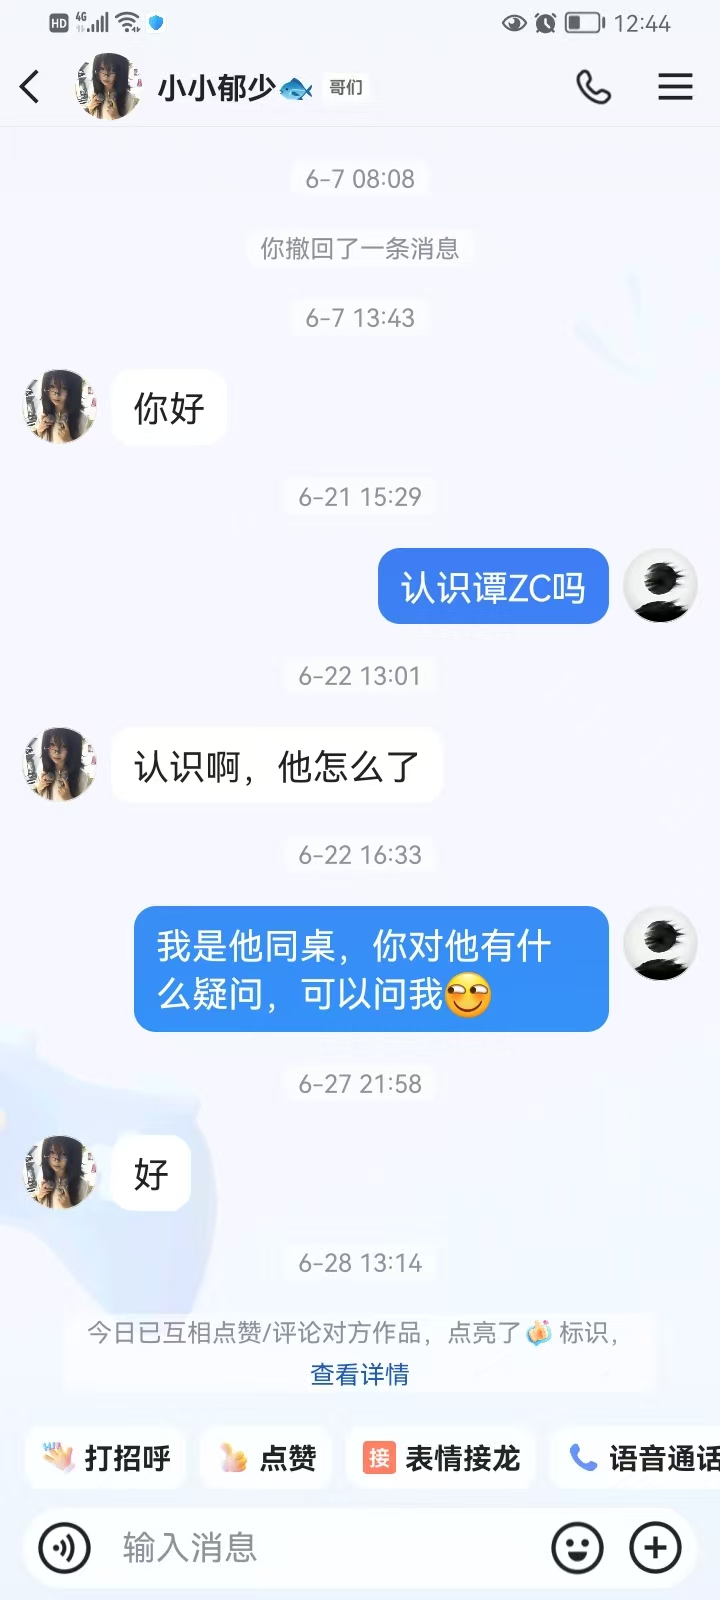 HD 4G 12:44
小小郁少🐟 哥们
6-7 08:08
你撤回了一条消息
6-7 13:43
你好
6-21 15:29
认识谭ZC吗
6-22 13:01
认识啊，他怎么了
6-22 16:33
我是他同桌，你对他有什
么疑问，可以问我
6-27 21:58
好
6-28 13:14
今日已互相点赞/评论对方作品，点亮了 标识，
查看详情
打招呼 点赞 接 表情接龙 语音通话
输入消息